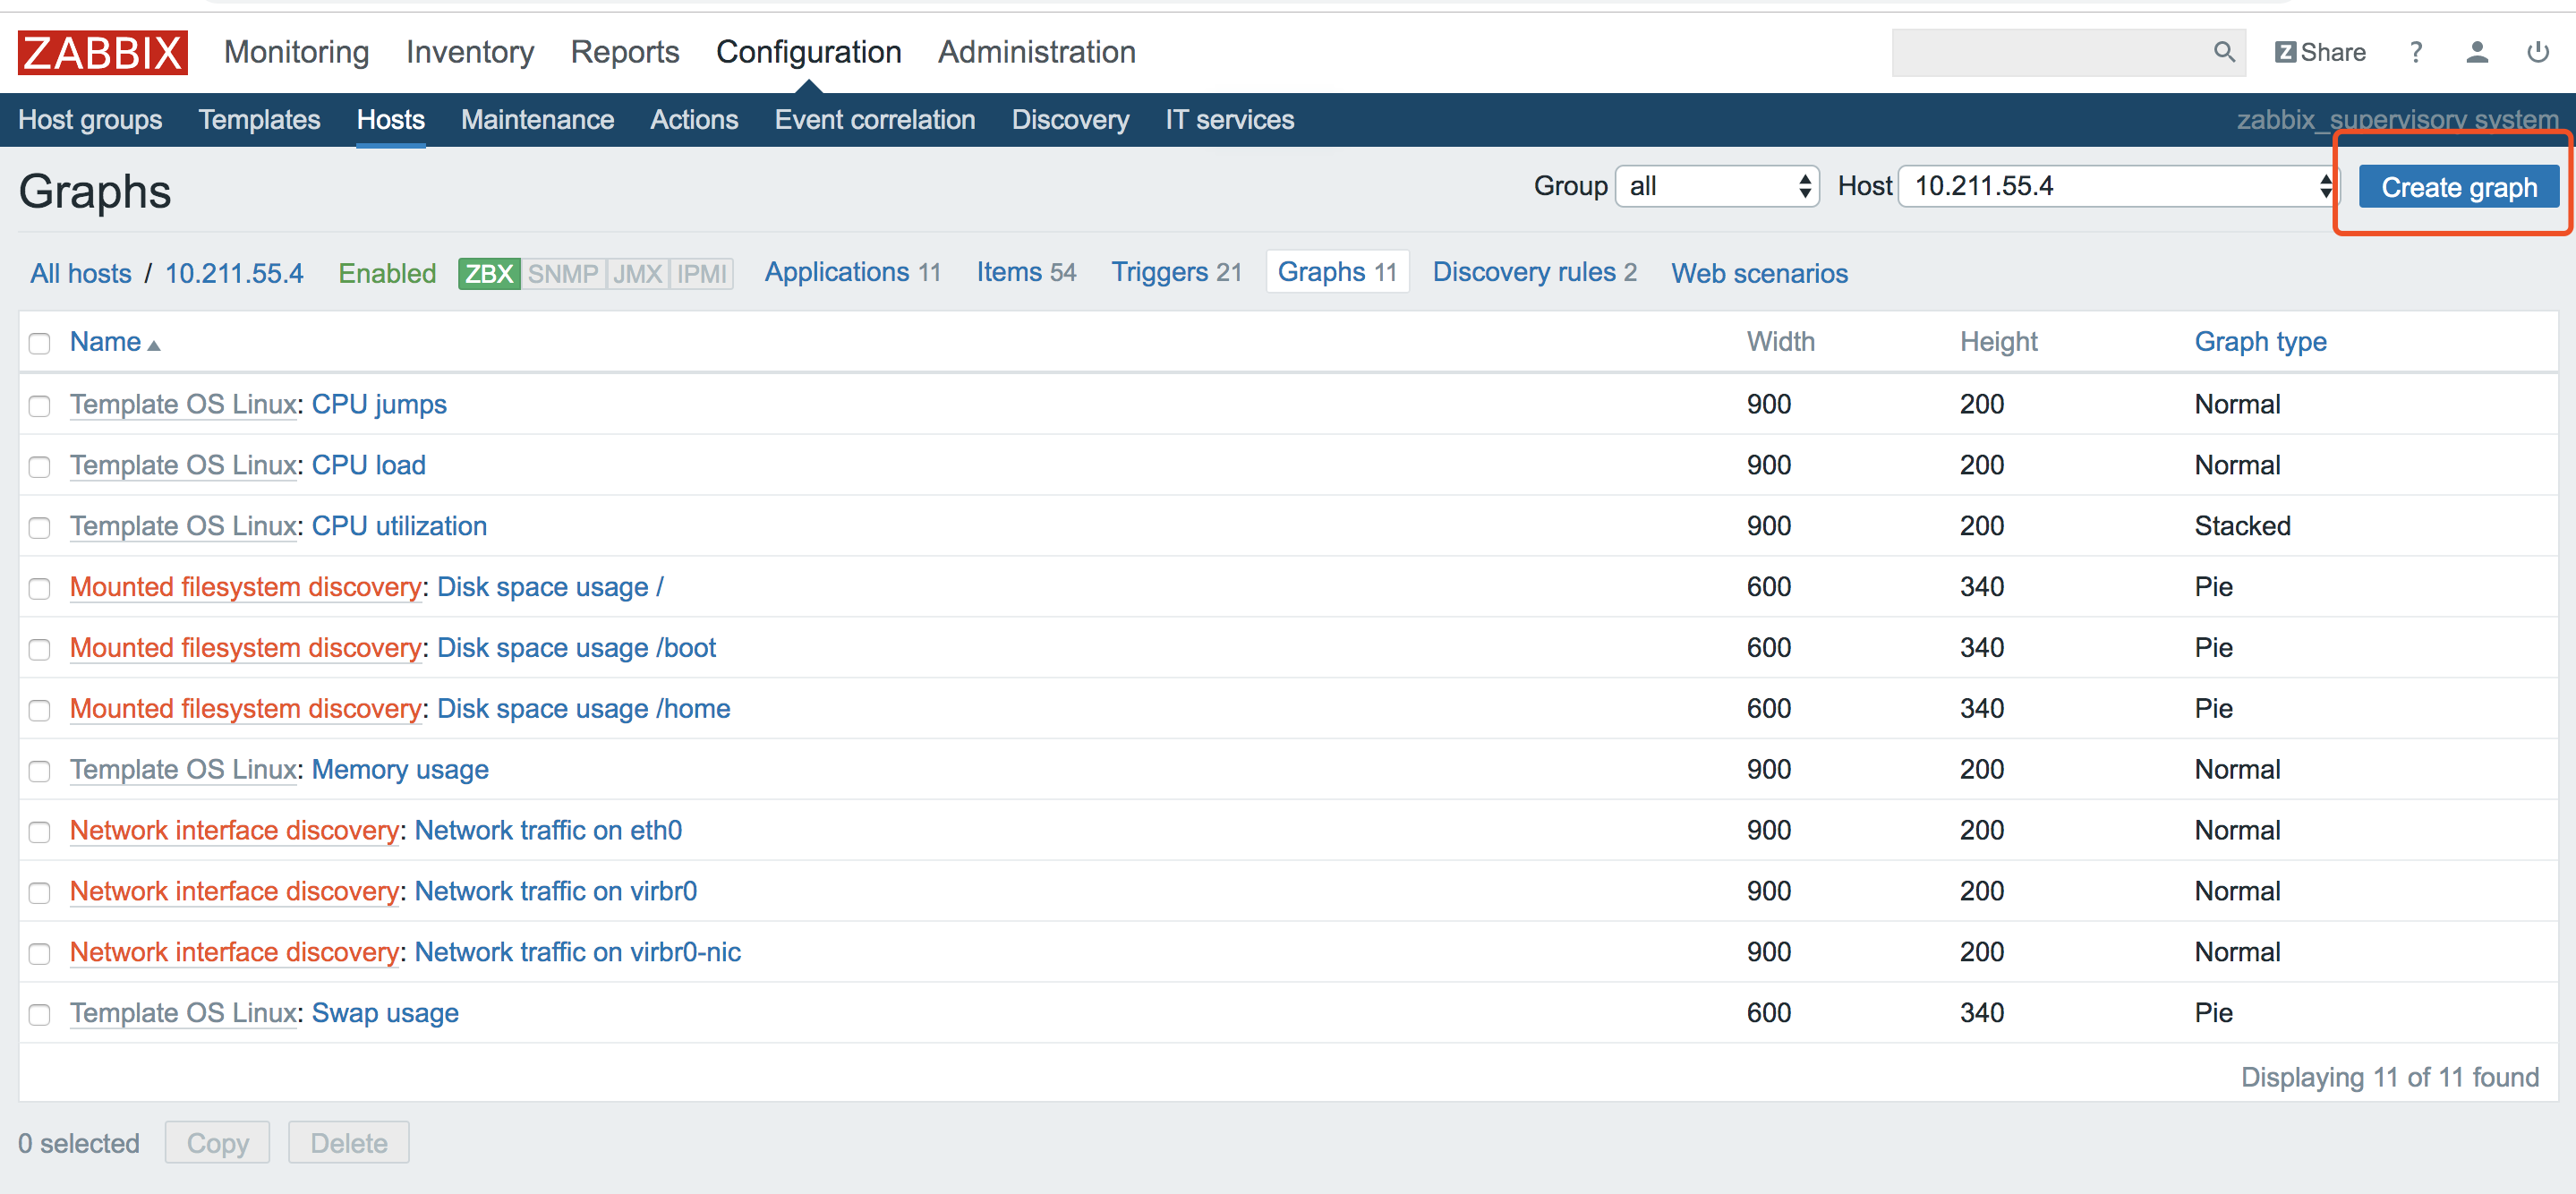 ZABBIX Monitoring Inventory Reports Configuration Administration Z Share ?
Host groups Templates Hosts Maintenance Actions Event correlation Discovery IT services zabbix_supervisory system
Graphs Group all Host 10.211.55.4 Create graph
All hosts / 10.211.55.4 Enabled ZBX SNMP JMX IPMI Applications 11 Items 54 Triggers 21 Graphs 11 Discovery rules 2 Web scenarios
Name Width Height Graph type
Template OS Linux: CPU jumps 900 200 Normal
Template OS Linux: CPU load 900 200 Normal
Template OS Linux: CPU utilization 900 200 Stacked
Mounted filesystem discovery: Disk space usage / 600 340 Pie
Mounted filesystem discovery: Disk space usage /boot 600 340 Pie
Mounted filesystem discovery: Disk space usage /home 600 340 Pie
Template OS Linux: Memory usage 900 200 Normal
Network interface discovery: Network traffic on eth0 900 200 Normal
Network interface discovery: Network traffic on virbr0 900 200 Normal
Network interface discovery: Network traffic on virbr0-nic 900 200 Normal
Template OS Linux: Swap usage 600 340 Pie
Displaying 11 of 11 found
0 selected Copy Delete